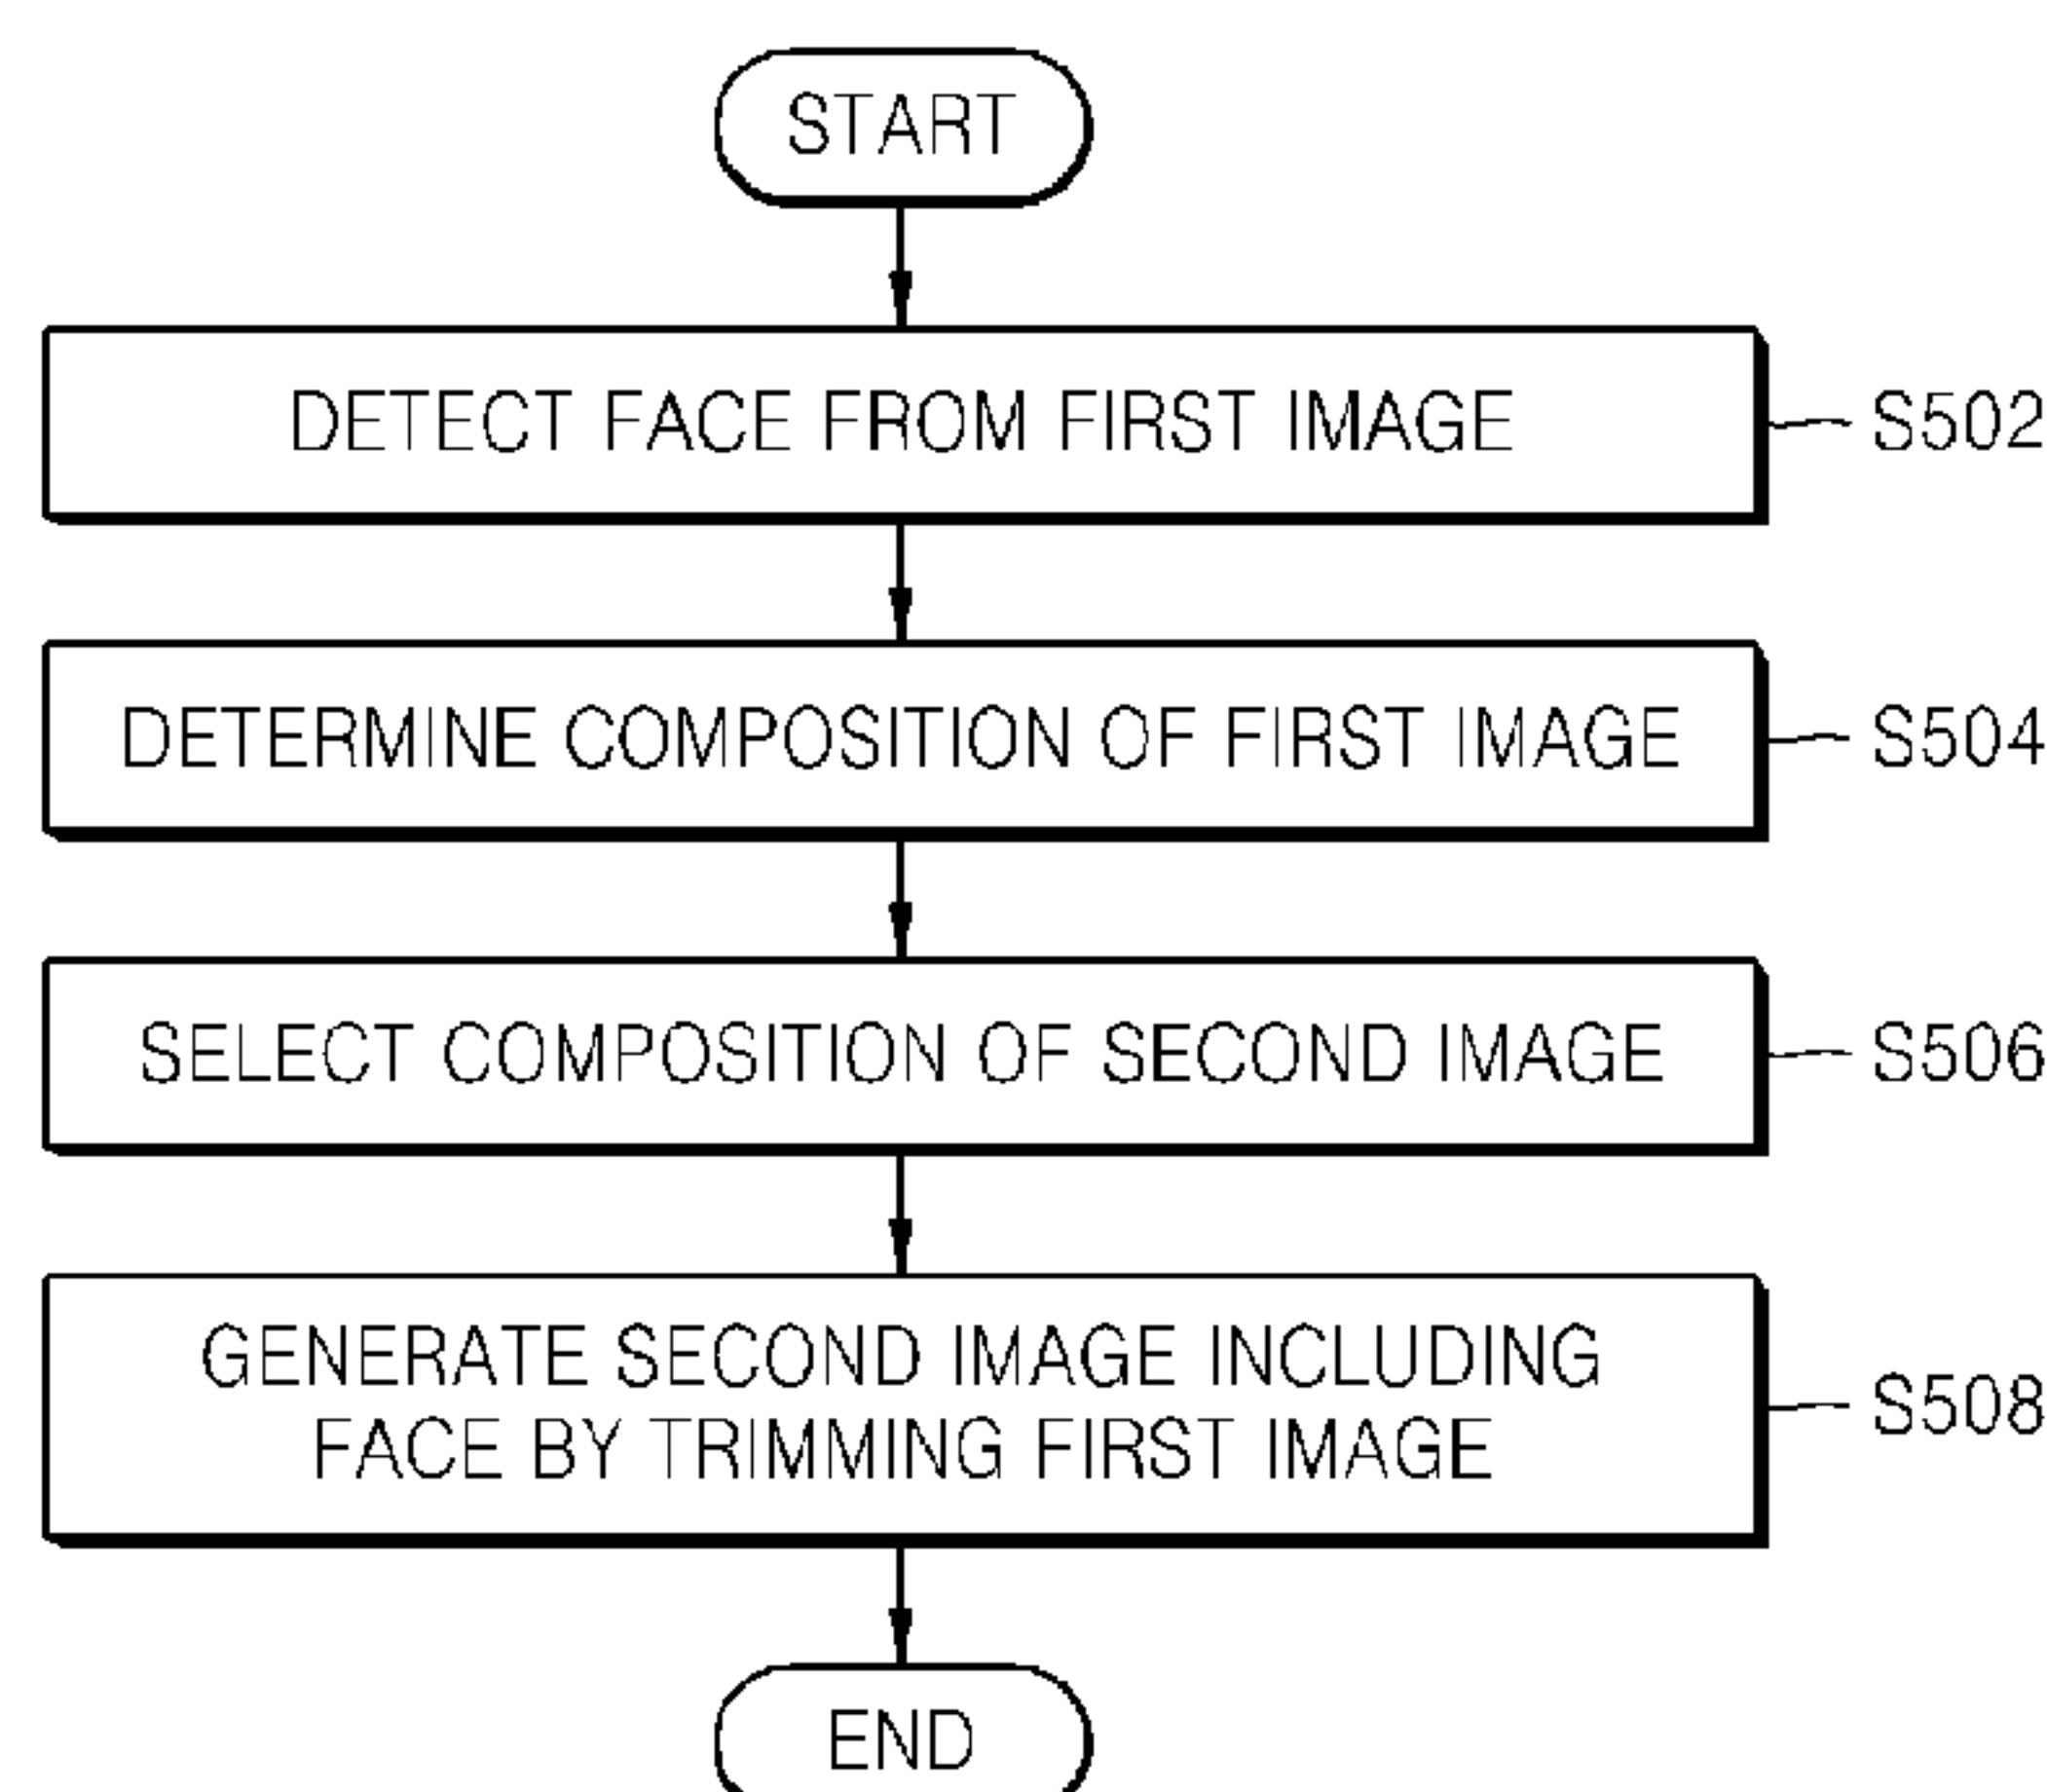 START
DETECT FACE FROM FIRST IMAGE
S502
DETERMINE COMPOSITION OF FIRST IMAGE
S504
SELECT COMPOSITION OF SECOND IMAGE
S506
GENERATE SECOND IMAGE INCLUDING
FACE BY TRIMMING FIRST IMAGE
S508
END